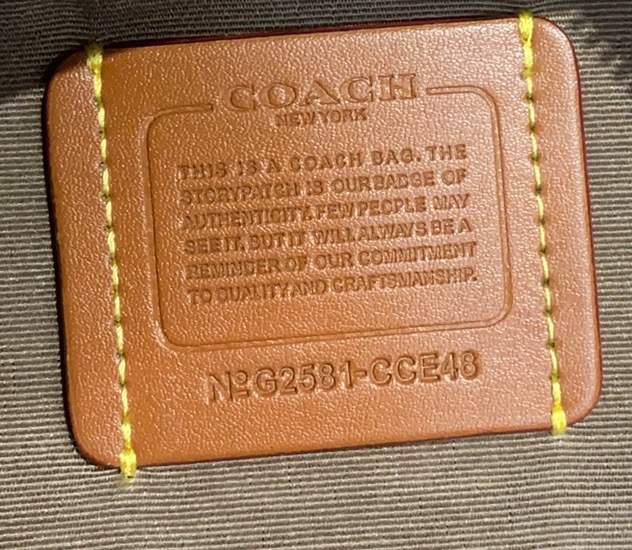 COACH
NEW YORK
THIS IS A COACH BAG. THE
STORYPATCH IS OUR BADGE OF
AUTHENTICITY. FEW PEOPLE MAY
SEE IT, BUT IT WILL ALWAYS BE A
REMINDER OF OUR COMMITMENT
TO QUALITY AND CRAFTSMANSHIP.
NºG2581-CCE48